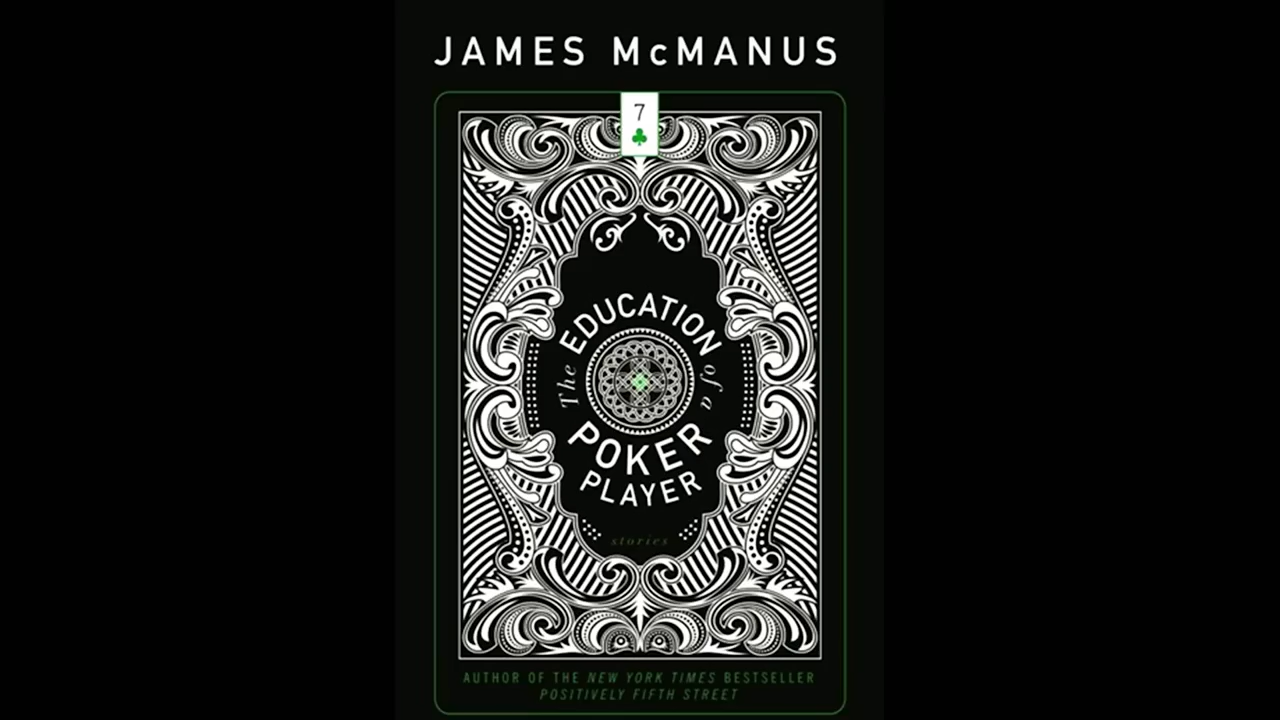 JAMES McMANUS
7
The EDUCATION of a
POKER
PLAYER
stories
AUTHOR OF THE NEW YORK TIMES BESTSELLER
POSITIVELY FIFTH STREET